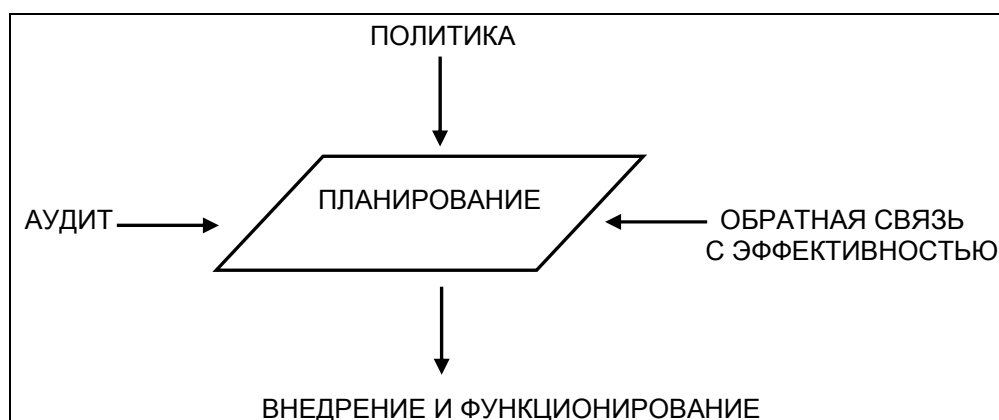 ПОЛИТИКА
ПЛАНИРОВАНИЕ
АУДИТ
ОБРАТНАЯ СВЯЗЬ
С ЭФФЕКТИВНОСТЬЮ
ВНЕДРЕНИЕ И ФУНКЦИОНИРОВАНИЕ